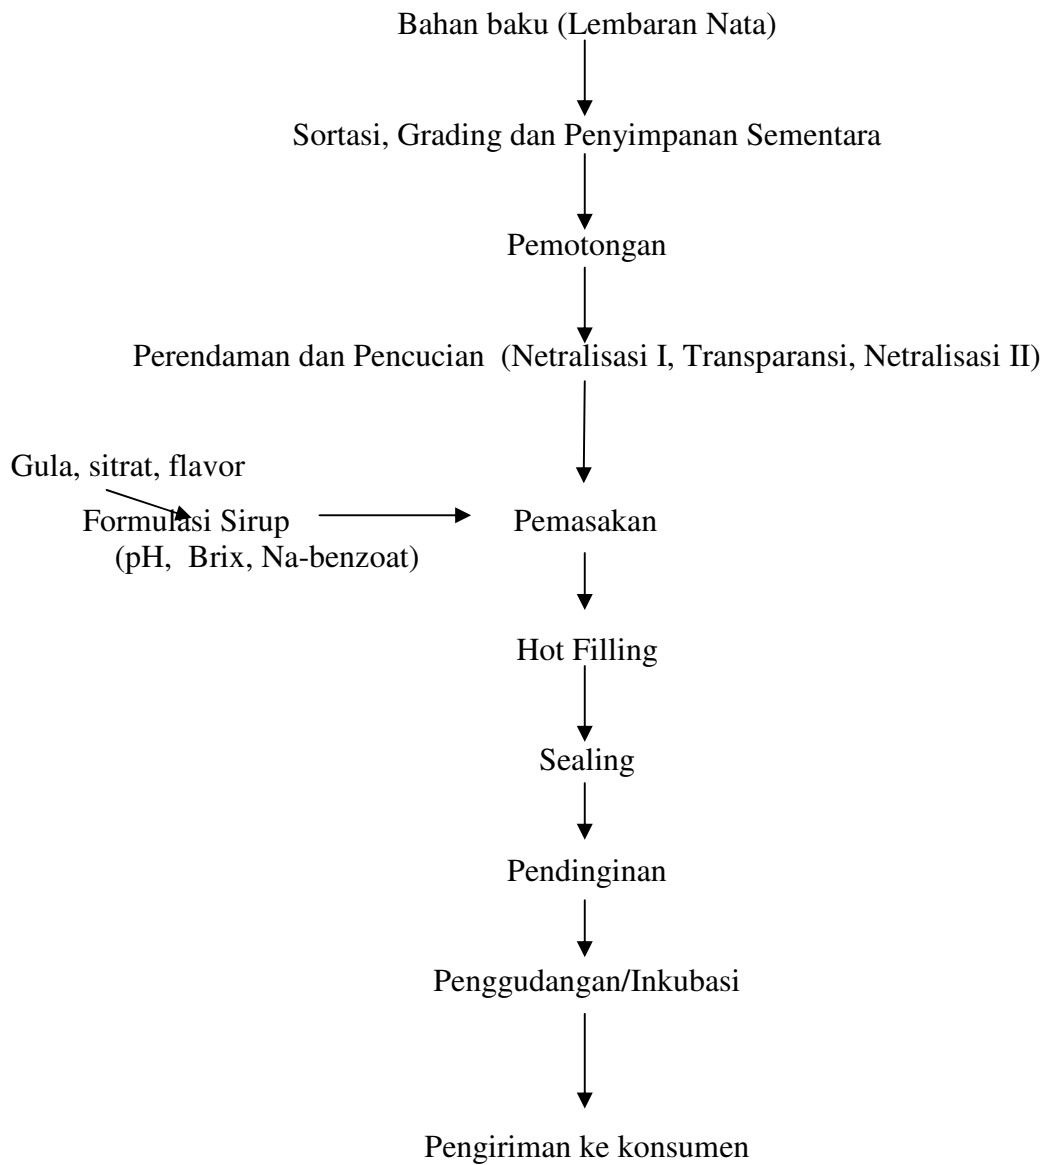 Bahan baku (Lembaran Nata)
Sortasi, Grading dan Penyimpanan Sementara
Pemotongan
Perendaman dan Pencucian  (Netralisasi I, Transparansi, Netralisasi II)
Gula, sitrat, flavor
Formulasi Sirup
(pH,  Brix, Na-benzoat)
Pemasakan
Hot Filling
Sealing
Pendinginan
Penggudangan/Inkubasi
Pengiriman ke konsumen